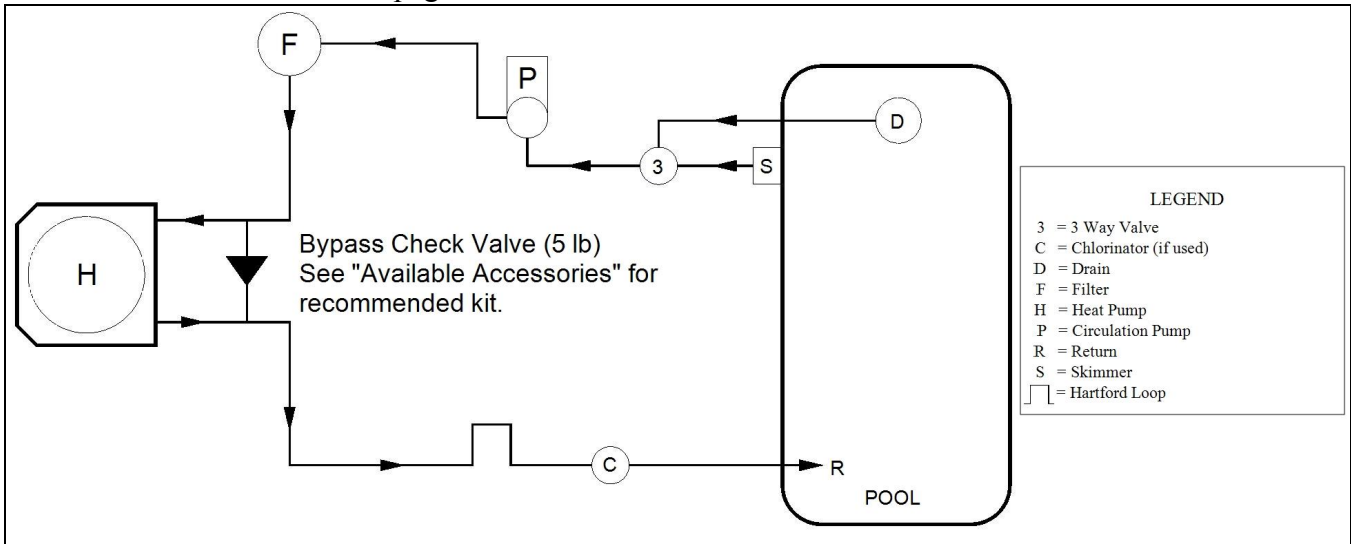 F
P
D
3
S
H
Bypass Check Valve (5 lb)
See "Available Accessories" for
recommended kit.
C
R
POOL
LEGEND
3 = 3 Way Valve
C = Chlorinator (if used)
D = Drain
F = Filter
H = Heat Pump
P = Circulation Pump
R = Return
S = Skimmer
= Hartford Loop